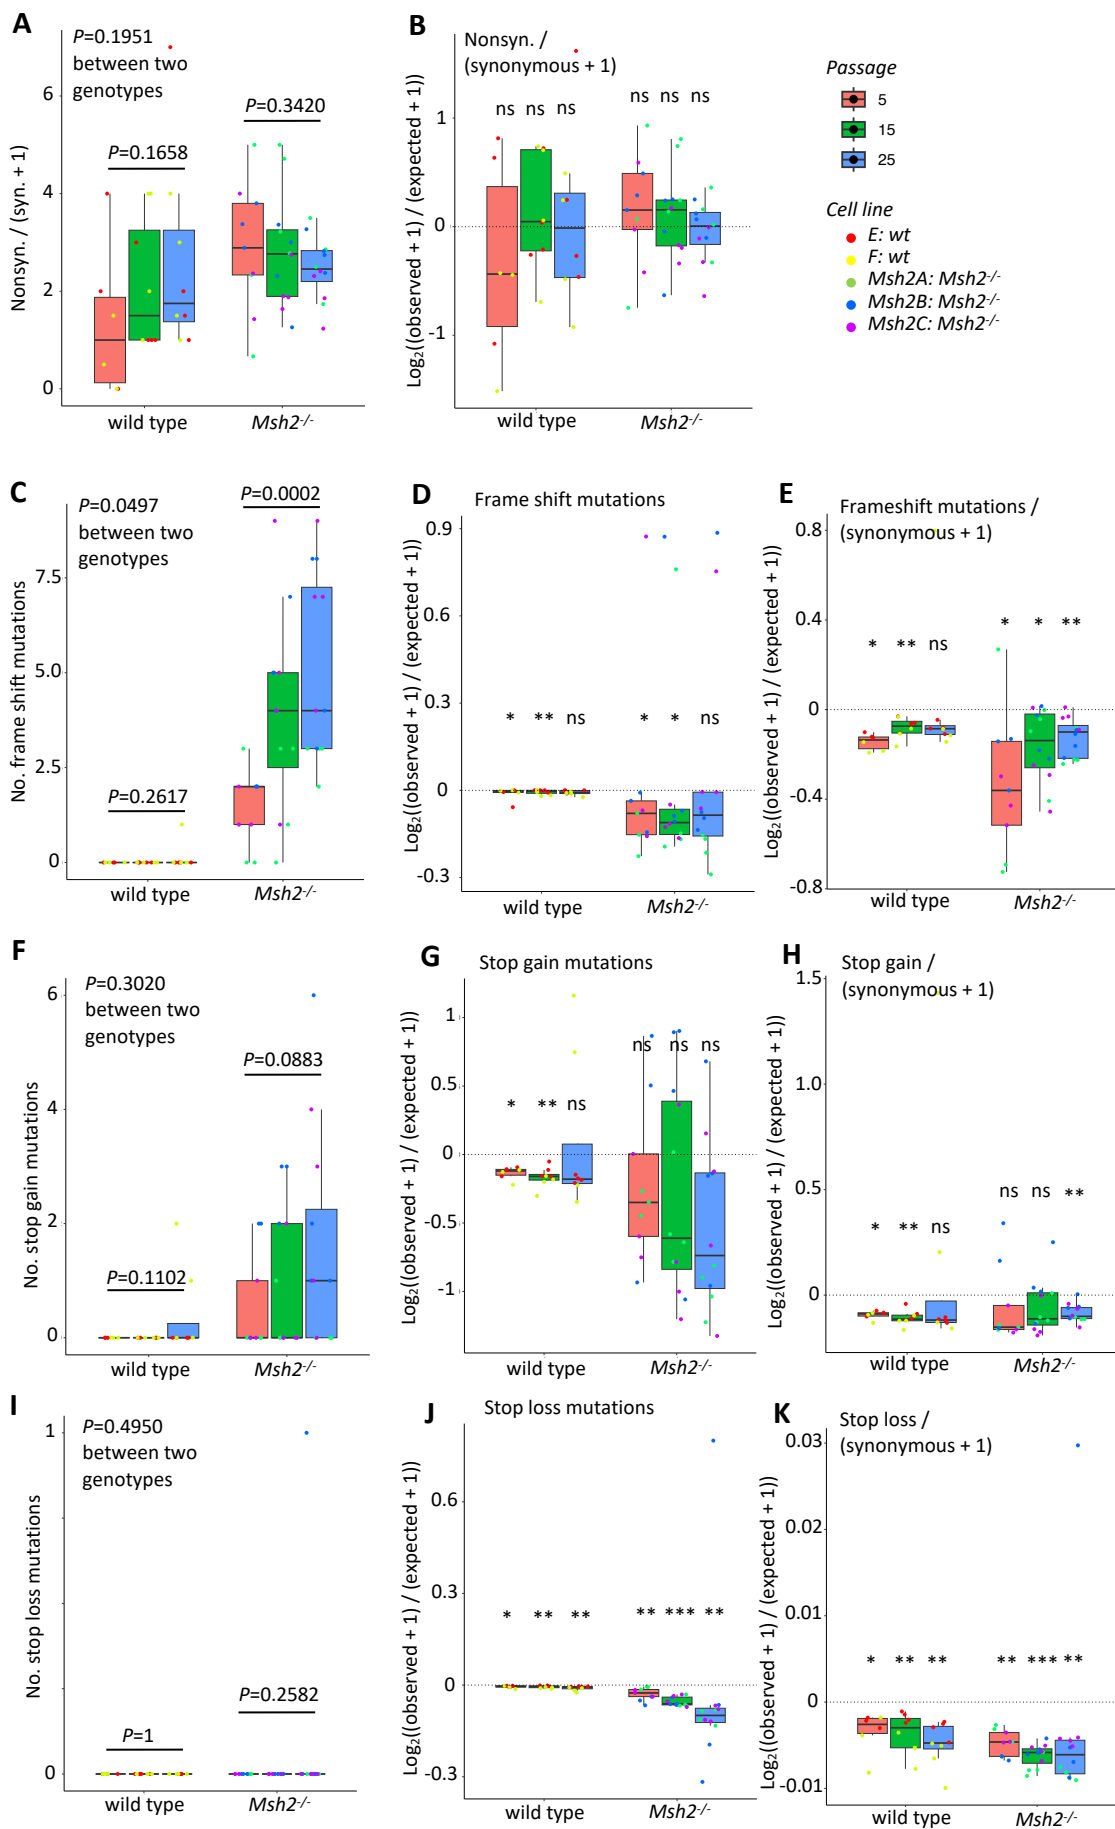 A
P=0.1951
between two
genotypes
P=0.1658
P=0.3420
Nonsyn. / (syn. + 1)
6
4
2
0
wild type
Msh2-/-
B
Nonsyn. /
(synonymous + 1)
ns ns ns
ns ns ns
Log2((observed + 1) / (expected + 1))
1
0
-1
wild type
Msh2-/-
Passage
5
15
25
Cell line
E: wt
F: wt
Msh2A: Msh2-/-
Msh2B: Msh2-/-
Msh2C: Msh2-/-
C
P=0.0497
between two
genotypes
P=0.0002
P=0.2617
No. frame shift mutations
7.5
5.0
2.5
0
wild type
Msh2-/-
D
Frame shift mutations
* ** ns
* * ns
Log2((observed + 1) / (expected + 1))
0.9
0.6
0.3
0
-0.3
wild type
Msh2-/-
E
Frameshift mutations /
(synonymous + 1)
* ** ns
* * **
Log2((observed + 1) / (expected + 1))
0.8
0.4
0
-0.4
-0.8
wild type
Msh2-/-
F
P=0.3020
between two
genotypes
P=0.0883
P=0.1102
No. stop gain mutations
6
4
2
0
wild type
Msh2-/-
G
Stop gain mutations
* ** ns
ns ns ns
Log2((observed + 1) / (expected + 1))
1
0.5
0
-0.5
-1
wild type
Msh2-/-
H
Stop gain /
(synonymous + 1)
* ** ns
ns ns **
Log2((observed + 1) / (expected + 1))
1.5
1.0
0.5
0
wild type
Msh2-/-
I
P=0.4950
between two
genotypes
P=1
P=0.2582
No. stop loss mutations
1
0
wild type
Msh2-/-
J
Stop loss mutations
* ** **
** *** **
Log2((observed + 1) / (expected + 1))
0.6
0.3
0
-0.3
wild type
Msh2-/-
K
Stop loss /
(synonymous + 1)
* ** **
** *** **
Log2((observed + 1) / (expected + 1))
0.03
0.02
0.01
0
-0.01
wild type
Msh2-/-